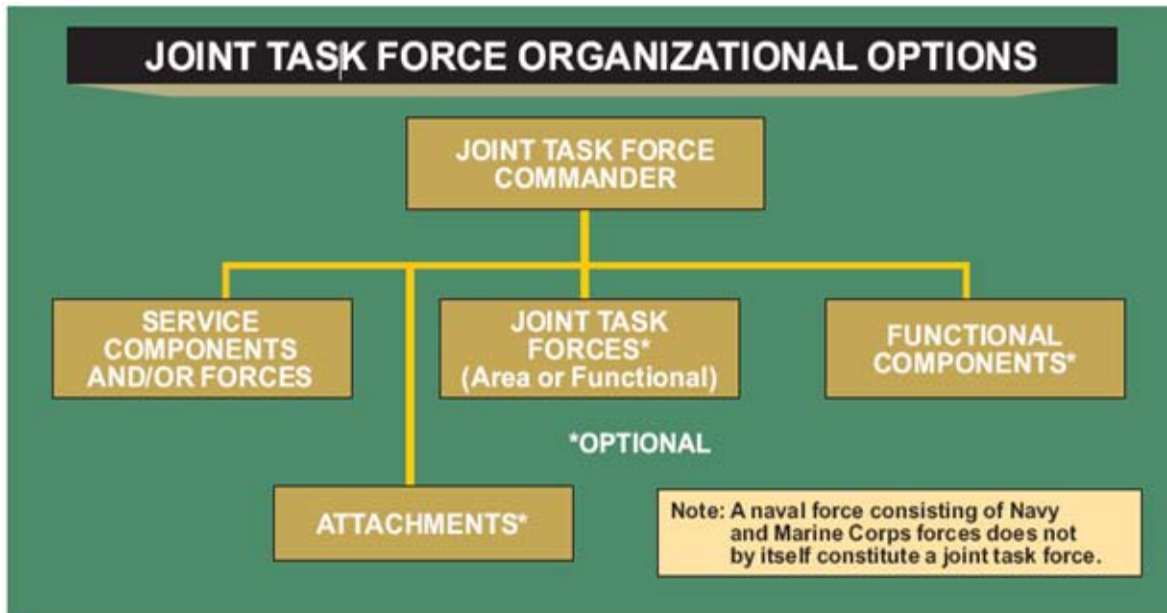 JOINT TASK FORCE ORGANIZATIONAL OPTIONS
JOINT TASK FORCE
COMMANDER
SERVICE
COMPONENTS
AND/OR FORCES
JOINT TASK
FORCES*
(Area or Functional)
FUNCTIONAL
COMPONENTS*
*OPTIONAL
ATTACHMENTS*
Note: A naval force consisting of Navy
and Marine Corps forces does not
by itself constitute a joint task force.